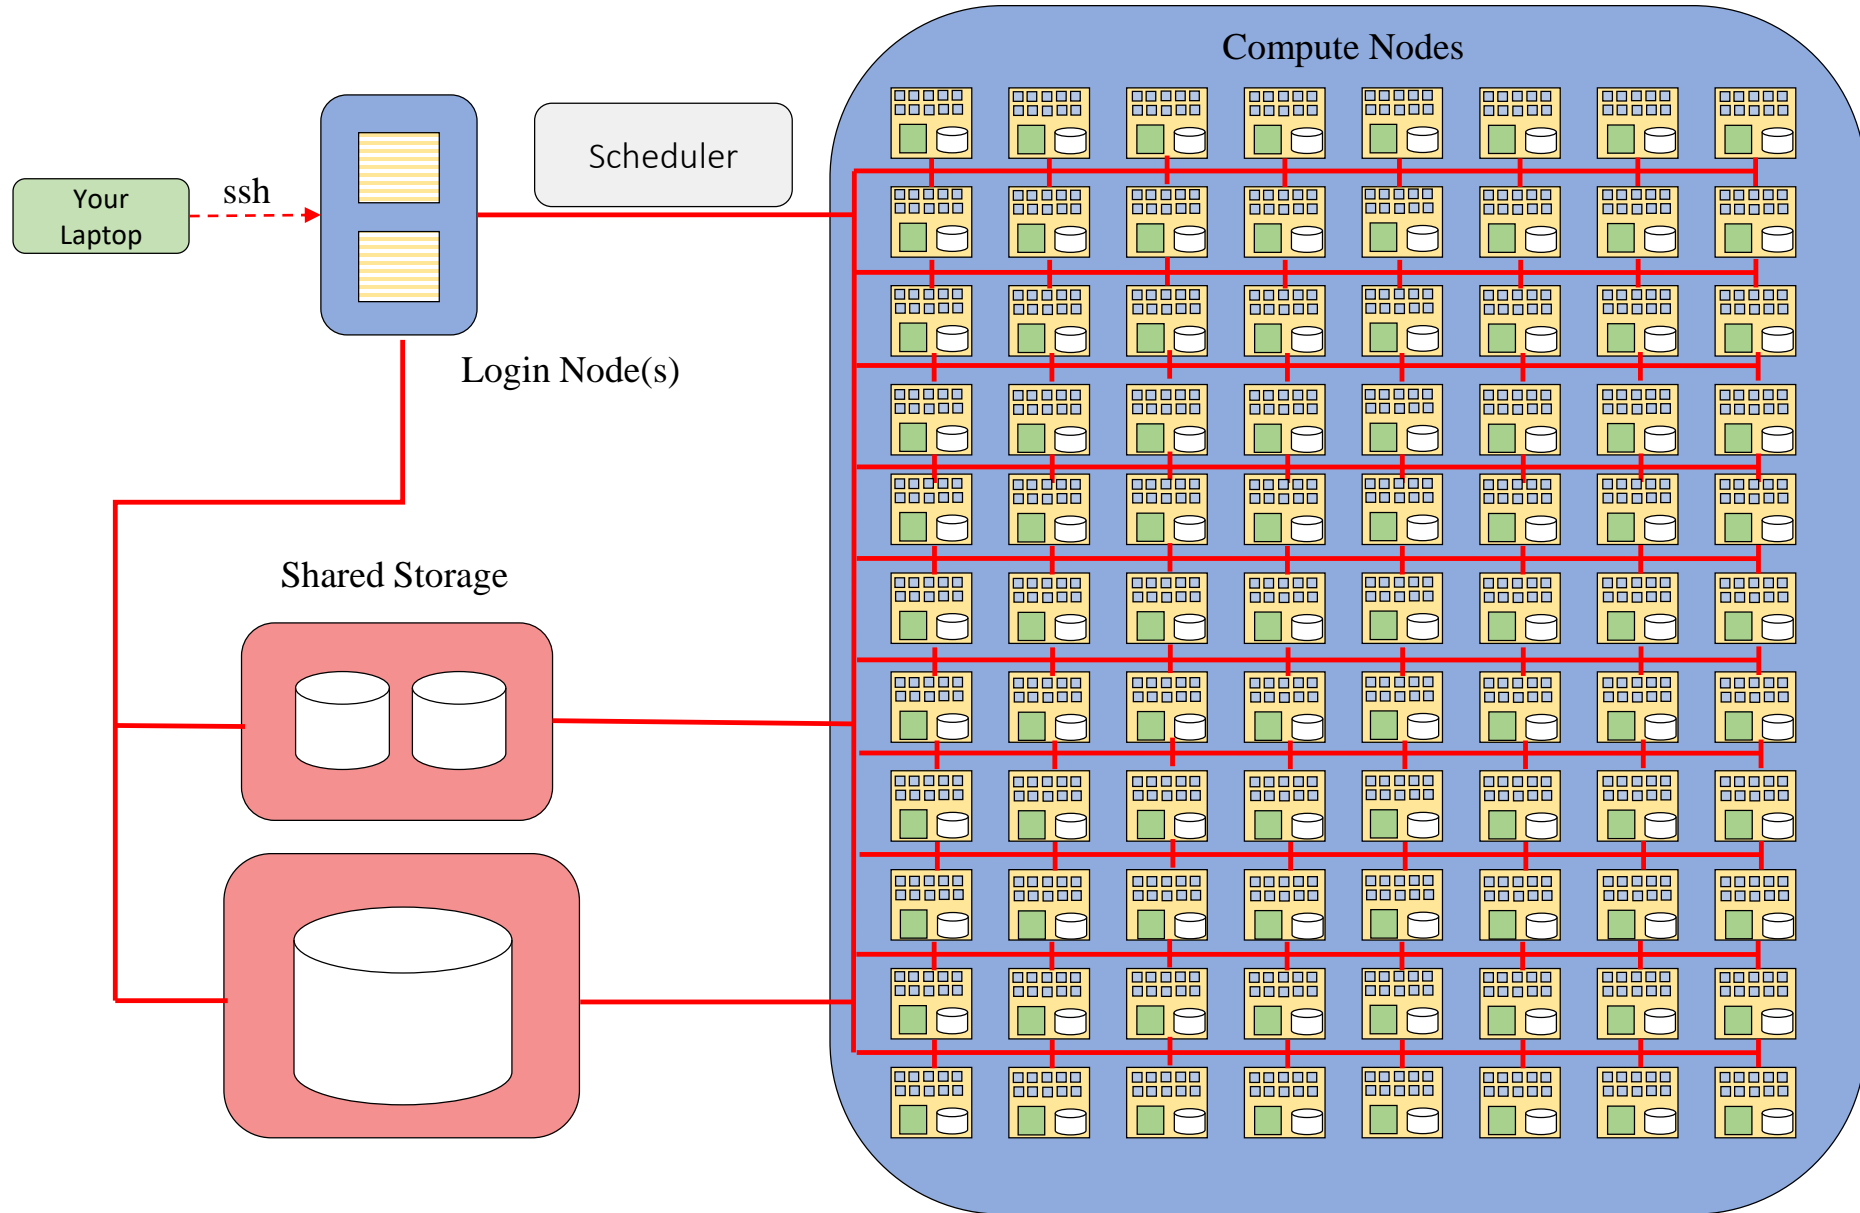 Compute Nodes
Scheduler
Your
Laptop
ssh
Login Node(s)
Shared Storage